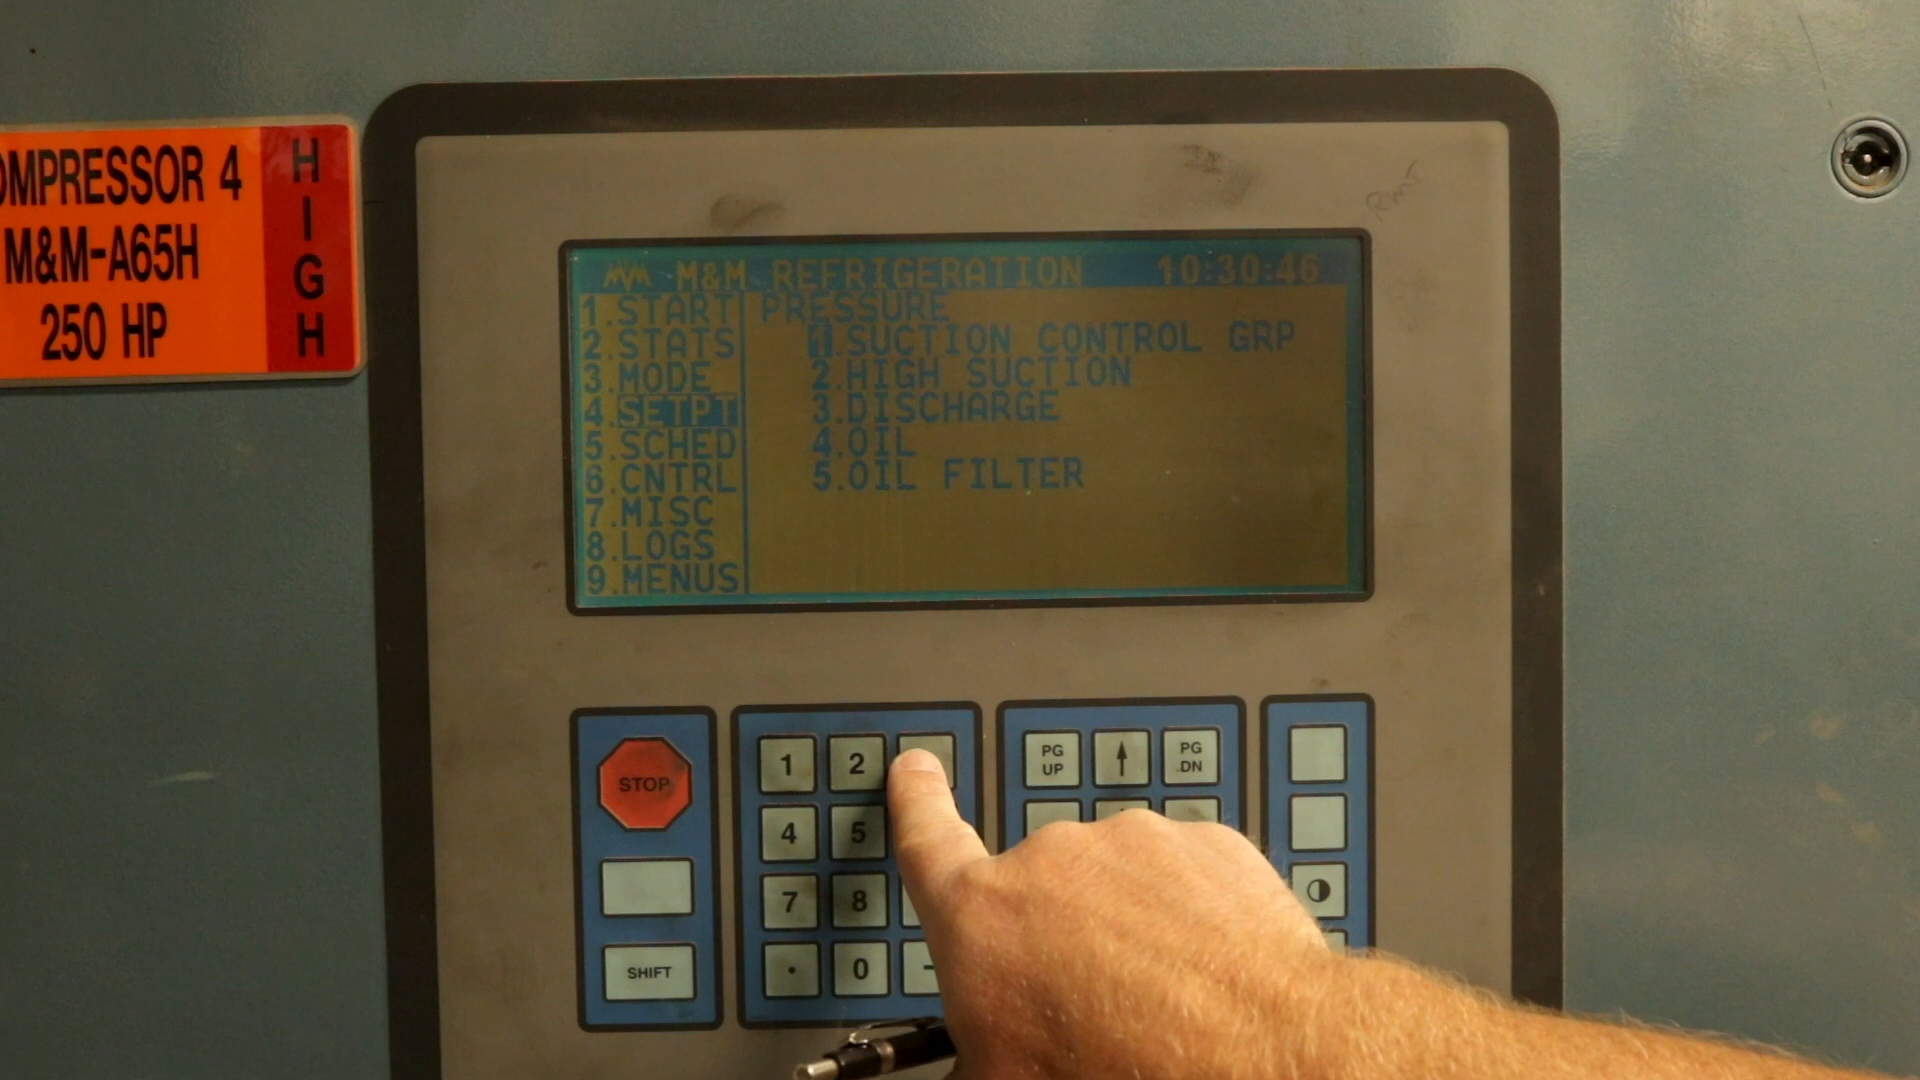 OMPRESSOR 4
M&M-A65H
250 HP
HIGH
M&M REFRIGERATION 10:30:46
1.START
2.STATS
3.MODE
4.SETPT
5.SCHED
6.CNTRL
7.MISC
8.LOGS
9.MENUS
PRESSURE
1.SUCTION CONTROL GRP
2.HIGH SUCTION
3.DISCHARGE
4.OIL
5.OIL FILTER
STOP
SHIFT
1 2
4 5
7 8
. 0 -
PG UP
PG DN